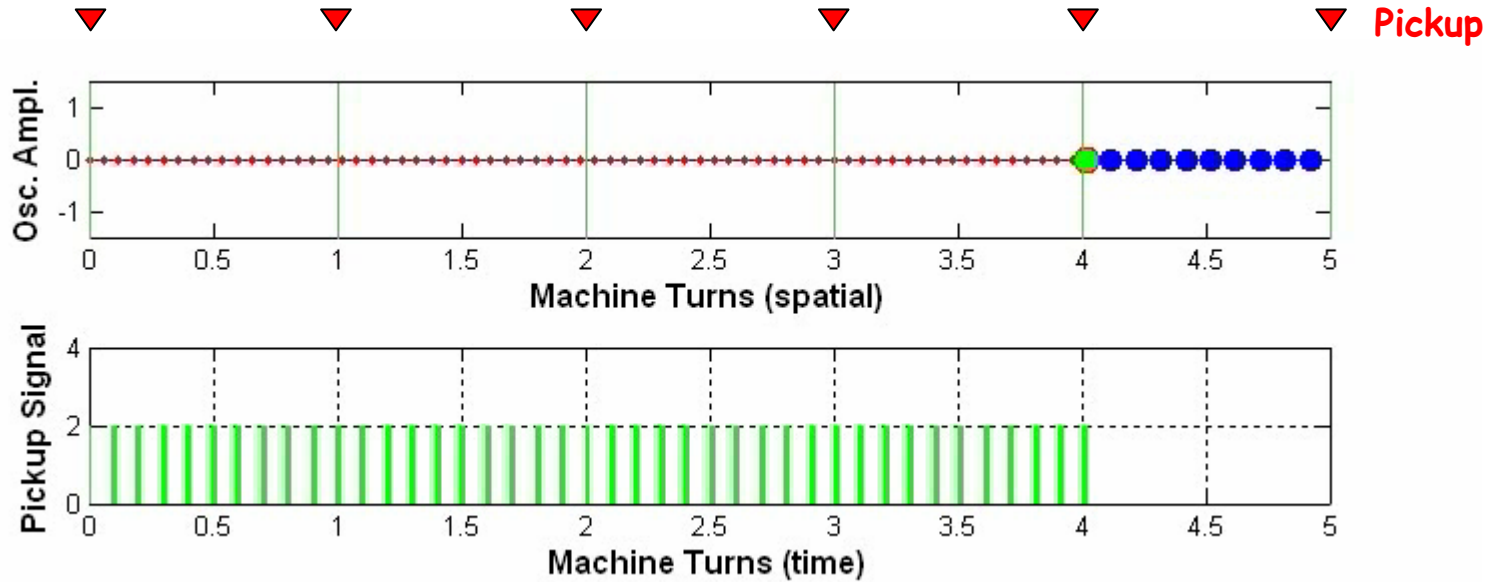 Pickup
Osc. Ampl.
1
0
-1
0 0.5 1 1.5 2 2.5 3 3.5 4 4.5 5
Machine Turns (spatial)
Pickup Signal
4
2
0
0 0.5 1 1.5 2 2.5 3 3.5 4 4.5 5
Machine Turns (time)